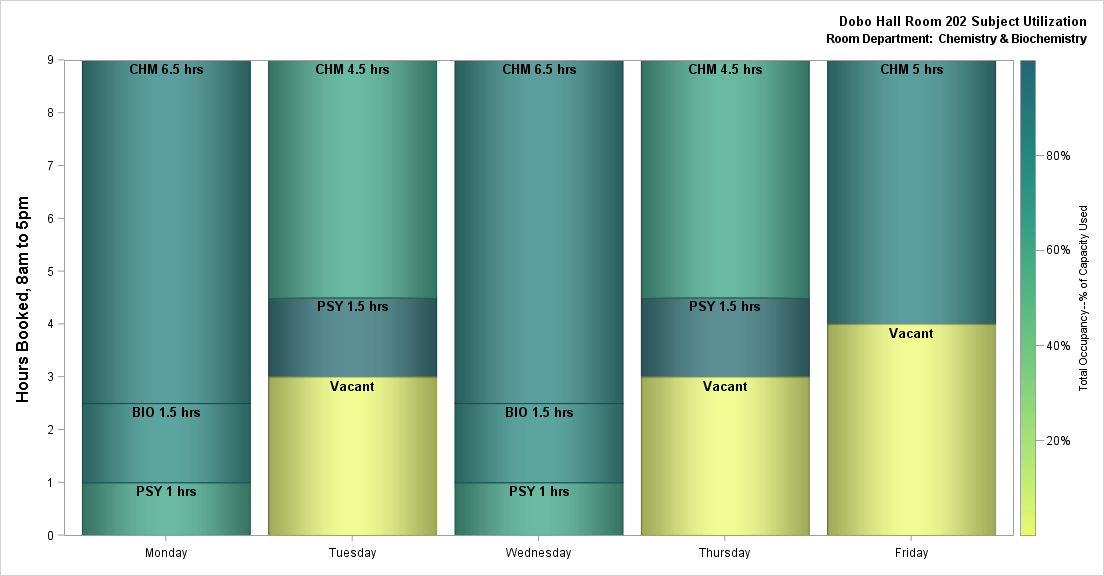 Dobo Hall Room 202 Subject Utilization
Room Department: Chemistry & Biochemistry
Hours Booked, 8am to 5pm
9
8
7
6
5
4
3
2
1
0
CHM 6.5 hrs
BIO 1.5 hrs
PSY 1 hrs
CHM 4.5 hrs
PSY 1.5 hrs
Vacant
CHM 6.5 hrs
BIO 1.5 hrs
PSY 1 hrs
CHM 4.5 hrs
PSY 1.5 hrs
Vacant
CHM 5 hrs
Vacant
Monday
Tuesday
Wednesday
Thursday
Friday
80%
60%
40%
20%
Total Occupancy--% of Capacity Used